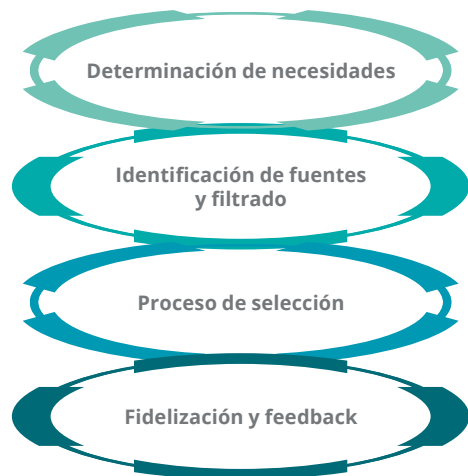 Determinación de necesidades
Identificación de fuentes
y filtrado
Proceso de selección
Fidelización y feedback